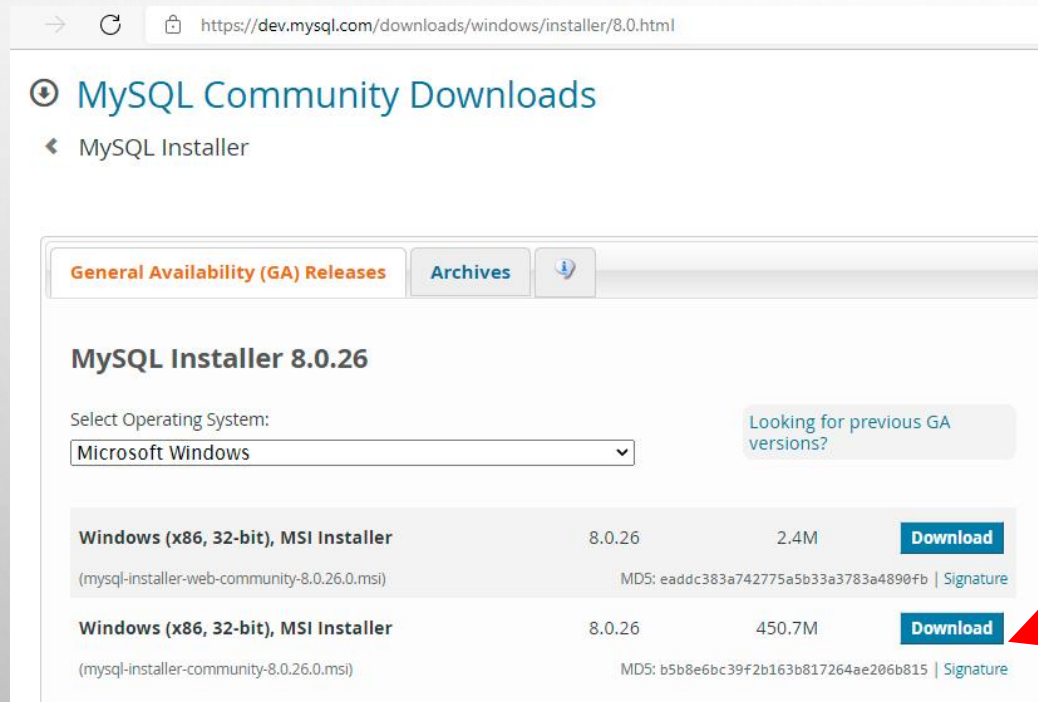 https://dev.mysql.com/downloads/windows/installer/8.0.html
MySQL Community Downloads
MySQL Installer
General Availability (GA) Releases Archives
MySQL Installer 8.0.26
Select Operating System:
Looking for previous GA
versions?
Microsoft Windows
Windows (x86, 32-bit), MSI Installer 8.0.26 2.4M Download
(mysql-installer-web-community-8.0.26.0.msi) MD5: eaddc383a742775a5b33a3783a4890fb | Signature
Windows (x86, 32-bit), MSI Installer 8.0.26 450.7M Download
(mysql-installer-community-8.0.26.0.msi) MD5: b5b8e6bc39f2b163b817264ae206b815 | Signature